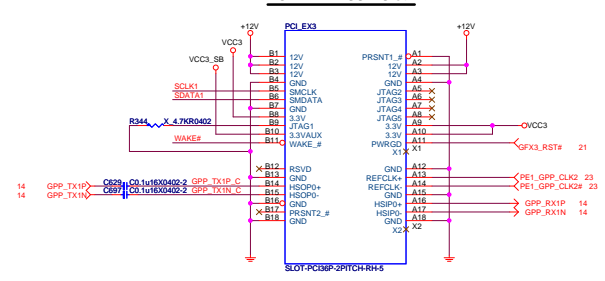 +12V PCI_EX3 +12V
VCC3
VCC3_SB
B1 12V PRSNT1_# A1
B2 12V 12V A2
B3 12V 12V A3
B4 GND GND A4
SCLK1 B5 SMCLK JTAG2 A5
SDATA1 B6 SMDATA JTAG3 A6
B7 GND JTAG4 A7
B8 3.3V JTAG5 A8
R344 X_4.7KR0402 B9 JTAG1 3.3V A9 VCC3
B10 3.3VAUX 3.3V A10
WAKE# B11 WAKE_# PWRGD A11 GFX3_RST# 21
X1 X1
B12 RSVD GND A12
B13 GND REFCLK+ A13 PE1_GPP_CLK2 23
14 GPP_TX1P C629 C0.1u16X0402-2 GPP_TX1P_C B14 HSOP0+ REFCLK- A14 PE1_GPP_CLK2# 23
14 GPP_TX1N C697 C0.1u16X0402-2 GPP_TX1N_C B15 HSOP0- GND A15
B16 GND HSIP0+ A16 GPP_RX1P 14
B17 PRSNT2_# HSIP0- A17 GPP_RX1N 14
B18 GND GND A18
X2 X2
SLOT-PCI36P-2PITCH-RH-5